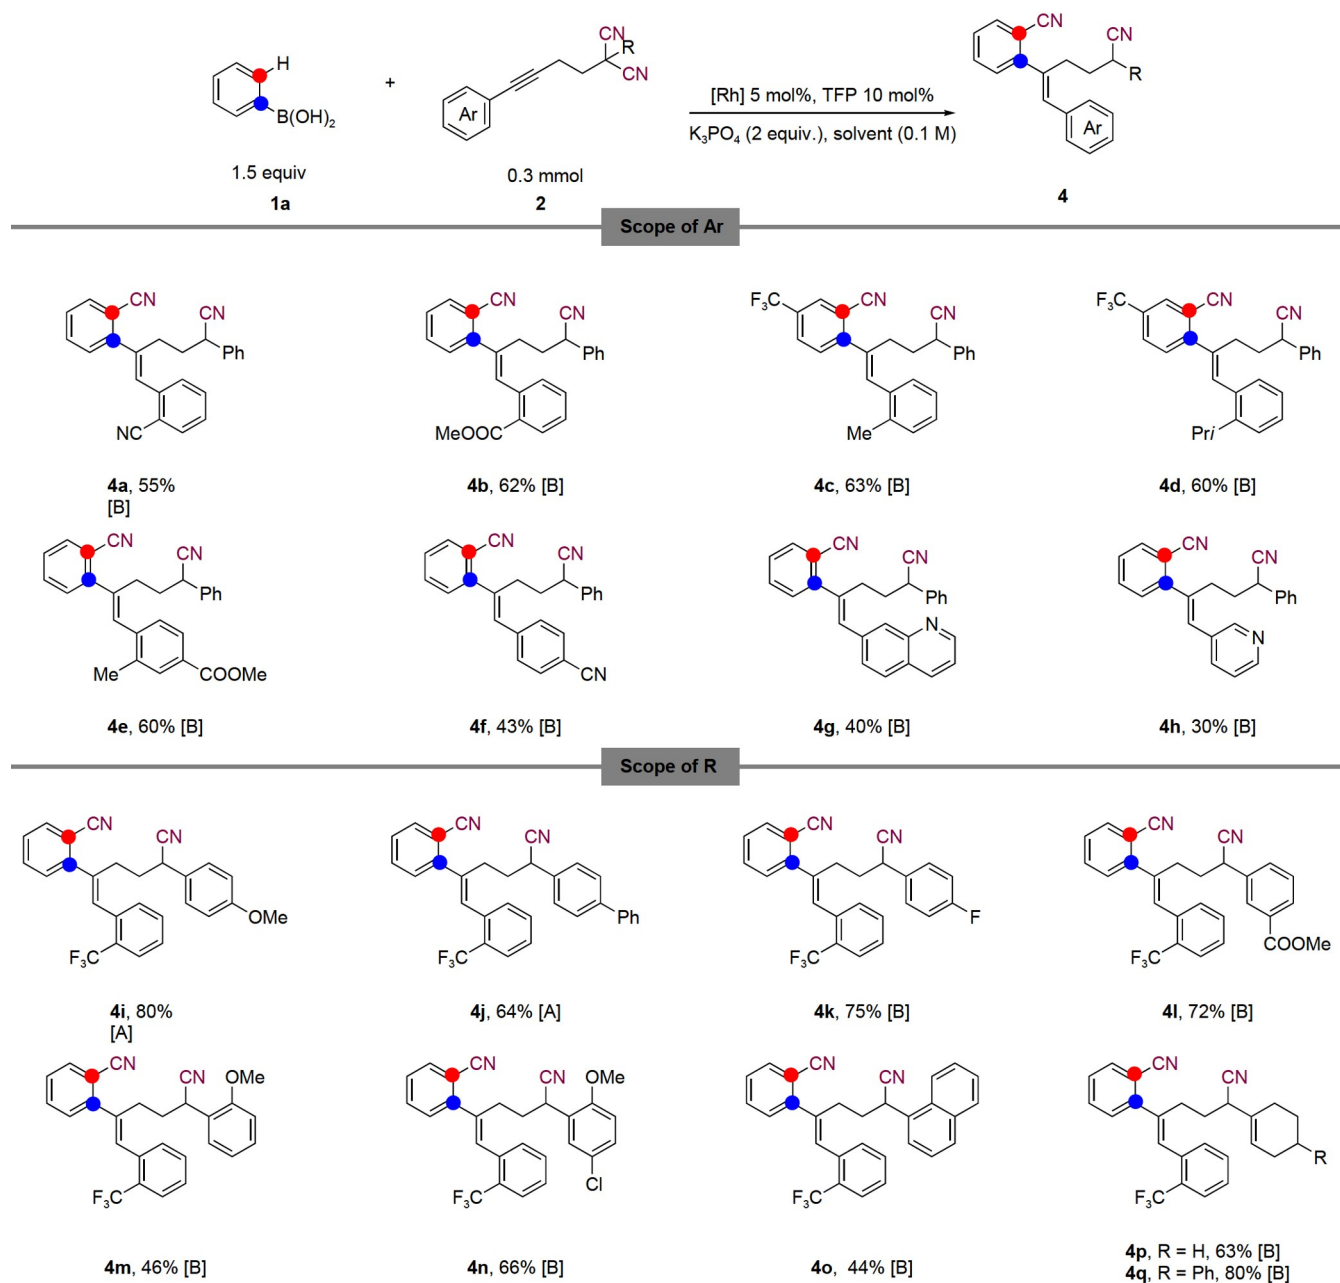 H
B(OH)2
1.5 equiv
1a
+
CN
R
CN
Ar
0.3 mmol
2
[Rh] 5 mol%, TFP 10 mol%
K3PO4 (2 equiv.), solvent (0.1 M)
CN
CN
R
Ar
4
Scope of Ar
CN
CN
Ph
NC
4a, 55%
[B]
CN
CN
Ph
MeOOC
4b, 62% [B]
F3C
CN
CN
Ph
Me
4c, 63% [B]
F3C
CN
CN
Ph
Pri
4d, 60% [B]
CN
CN
Ph
Me
COOMe
4e, 60% [B]
CN
CN
Ph
CN
4f, 43% [B]
CN
CN
Ph
N
4g, 40% [B]
CN
CN
Ph
N
4h, 30% [B]
Scope of R
CN
CN
OMe
F3C
4i, 80%
[A]
CN
CN
Ph
F3C
4j, 64% [A]
CN
CN
F
F3C
4k, 75% [B]
CN
CN
COOMe
F3C
4l, 72% [B]
CN
CN
OMe
F3C
4m, 46% [B]
CN
CN
OMe
Cl
F3C
4n, 66% [B]
CN
CN
F3C
4o, 44% [B]
CN
CN
R
F3C
4p, R = H, 63% [B]
4q, R = Ph, 80% [B]